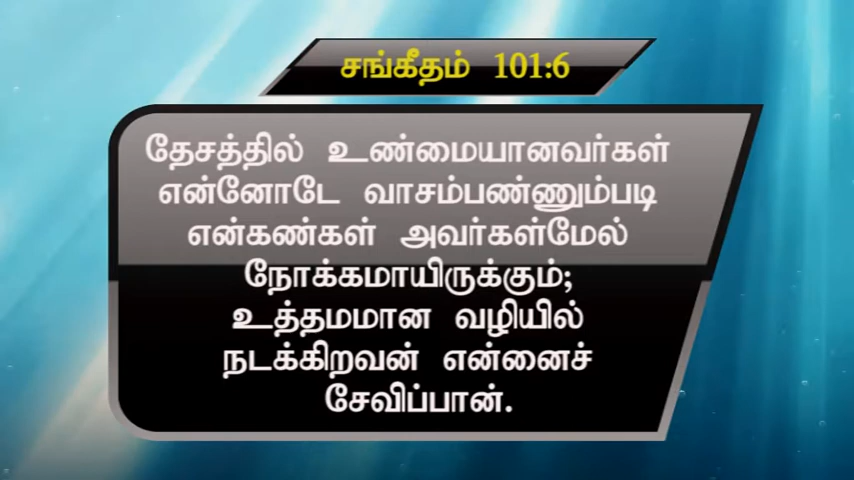 சங்கீதம் 101:6
தேசத்தில் உண்மையானவர்கள்
என்னோடே வாசம்பண்ணும்படி
என்கண்கள் அவர்கள்மேல்
நோக்கமாயிருக்கும்;
உத்தமமான வழியில்
நடக்கிறவன் என்னைச்
சேவிப்பான்.